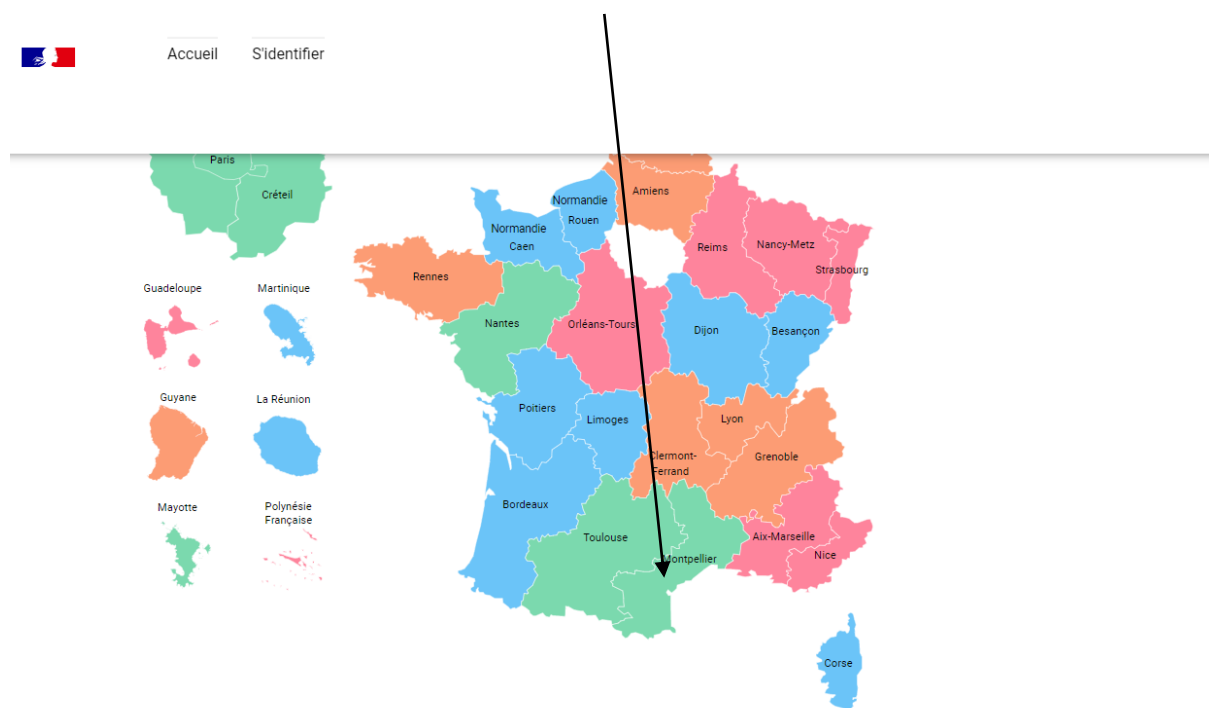 Accueil
S'identifier
Paris
Créteil
Amiens
Normandie
Rouen
Normandie
Caen
Reims
Nancy-Metz
Strasbourg
Rennes
Guadeloupe
Martinique
Nantes
Orléans-Tours
Dijon
Besançon
Guyane
La Réunion
Poitiers
Limoges
Lyon
Clermont-
Ferrand
Grenoble
Mayotte
Polynésie
Française
Bordeaux
Toulouse
Aix-Marseille
Montpellier
Nice
Corse